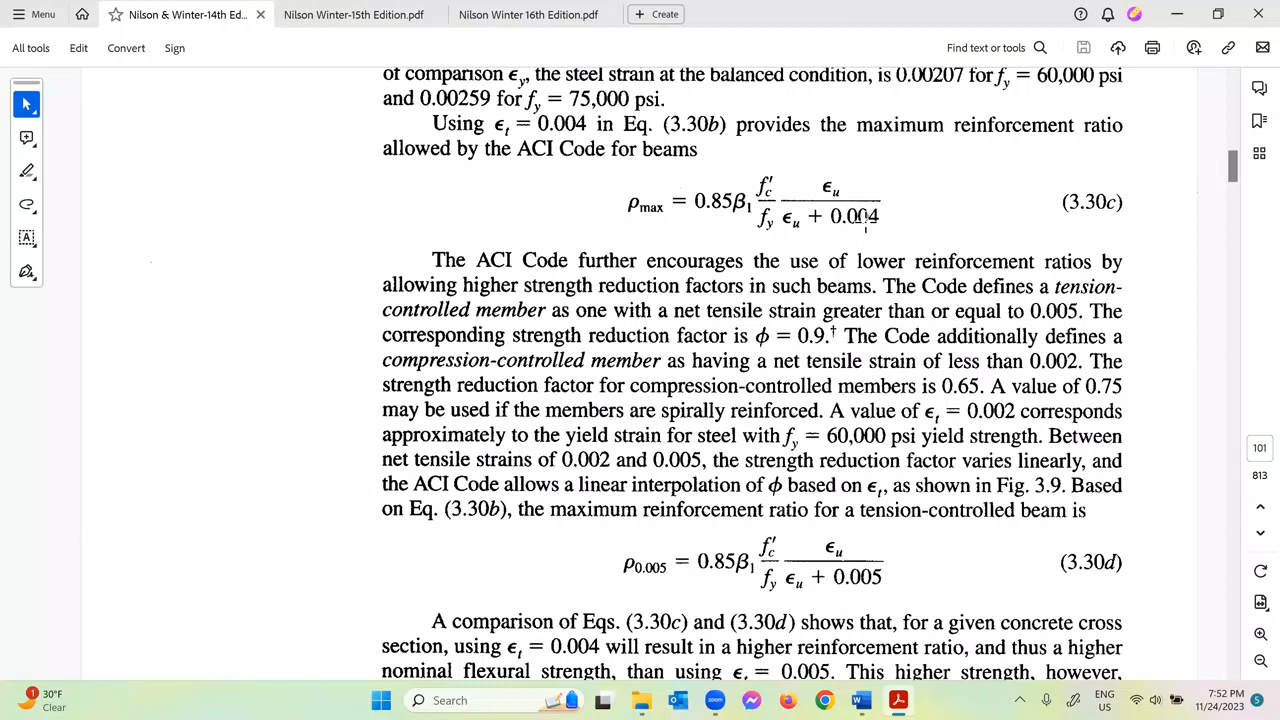 Menu
Nilson & Winter-14th Ed...
Nilson Winter-15th Edition.pdf
Nilson Winter 16th Edition.pdf
+ Create
All tools
Edit
Convert
Sign
Find text or tools
of comparison ϵy, the steel strain at the balanced condition, is 0.00207 for fy = 60,000 psi
and 0.00259 for fy = 75,000 psi.
Using ϵt = 0.004 in Eq. (3.30b) provides the maximum reinforcement ratio
allowed by the ACI Code for beams
ρmax = 0.85β1 f′c/fy ϵu/(ϵu + 0.004) (3.30c)
The ACI Code further encourages the use of lower reinforcement ratios by
allowing higher strength reduction factors in such beams. The Code defines a tension-
controlled member as one with a net tensile strain greater than or equal to 0.005. The
corresponding strength reduction factor is ϕ = 0.9.† The Code additionally defines a
compression-controlled member as having a net tensile strain of less than 0.002. The
strength reduction factor for compression-controlled members is 0.65. A value of 0.75
may be used if the members are spirally reinforced. A value of ϵt = 0.002 corresponds
approximately to the yield strain for steel with fy = 60,000 psi yield strength. Between
net tensile strains of 0.002 and 0.005, the strength reduction factor varies linearly, and
the ACI Code allows a linear interpolation of ϕ based on ϵt, as shown in Fig. 3.9. Based
on Eq. (3.30b), the maximum reinforcement ratio for a tension-controlled beam is
ρ0.005 = 0.85β1 f′c/fy ϵu/(ϵu + 0.005) (3.30d)
A comparison of Eqs. (3.30c) and (3.30d) shows that, for a given concrete cross
section, using ϵt = 0.004 will result in a higher reinforcement ratio, and thus a higher
nominal flexural strength, than using ϵt = 0.005. This higher strength, however,
101
813
1
30°F
Clear
Search
ENG
US
7:52 PM
11/24/2023
5